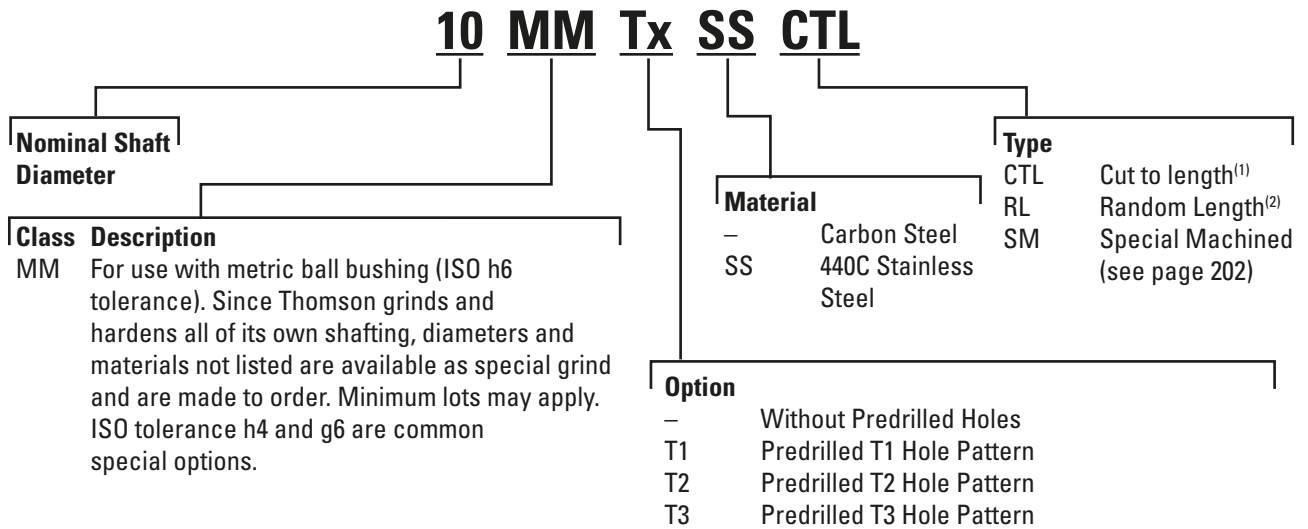 10 MM Tx SS CTL
Nominal Shaft
Diameter
Class Description
MM For use with metric ball bushing (ISO h6
tolerance). Since Thomson grinds and
hardens all of its own shafting, diameters and
materials not listed are available as special grind
and are made to order. Minimum lots may apply.
ISO tolerance h4 and g6 are common
special options.
Material
– Carbon Steel
SS 440C Stainless
Steel
Type
CTL Cut to length(1)
RL Random Length(2)
SM Special Machined
(see page 202)
Option
– Without Predrilled Holes
T1 Predrilled T1 Hole Pattern
T2 Predrilled T2 Hole Pattern
T3 Predrilled T3 Hole Pattern